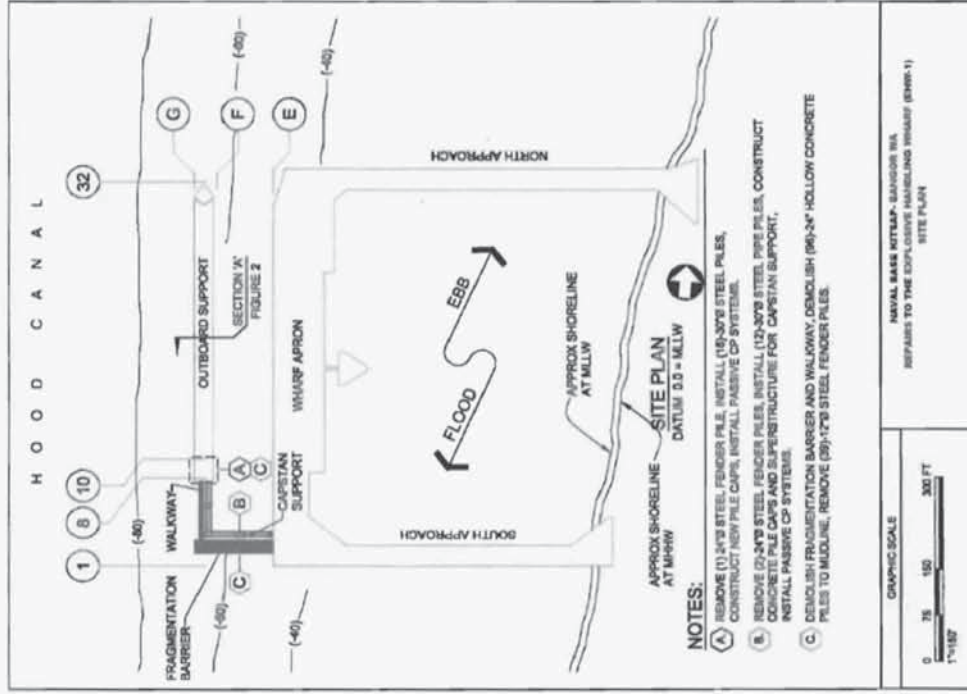 HOOD CANAL
1
8
10
32
(-80)
(-60)
G
FRAGMENTATION
BARRIER
WALKWAY
OUTBOARD SUPPORT
F
(-60)
C
B
A
C
SECTION 'A'
FIGURE 2
(-60)
E
CAPSTAN
SUPPORT
WHARF APRON
(-40)
(-40)
SOUTH APPROACH
NORTH APPROACH
FLOOD
EBB
APPROX SHORELINE
AT MLLW
APPROX SHORELINE
AT MHHW
SITE PLAN
DATUM 0.0 = MLLW
NOTES:
A. REMOVE (1) 24"Ø STEEL FENDER PILE, INSTALL (16)-30"Ø STEEL PILES,
CONSTRUCT NEW PILE CAPS, INSTALL PASSIVE CP SYSTEMS.
B. REMOVE (2)-24"Ø STEEL FENDER PILES, INSTALL (12)-30"Ø STEEL PIPE PILES, CONSTRUCT
CONCRETE PILE CAPS AND SUPERSTRUCTURE FOR CAPSTAN SUPPORT,
INSTALL PASSIVE CP SYSTEMS.
C. DEMOLISH FRAGMENTATION BARRIER AND WALKWAY, DEMOLISH (96)-24" HOLLOW CONCRETE
PILES TO MUDLINE, REMOVE (39)-12"Ø STEEL FENDER PILES.
GRAPHIC SCALE
0 75 150 300 FT
1"=150'
NAVAL BASE KITSAP- BANGOR WA
REPAIRS TO THE EXPLOSIVE HANDLING WHARF (EHW-1)
SITE PLAN